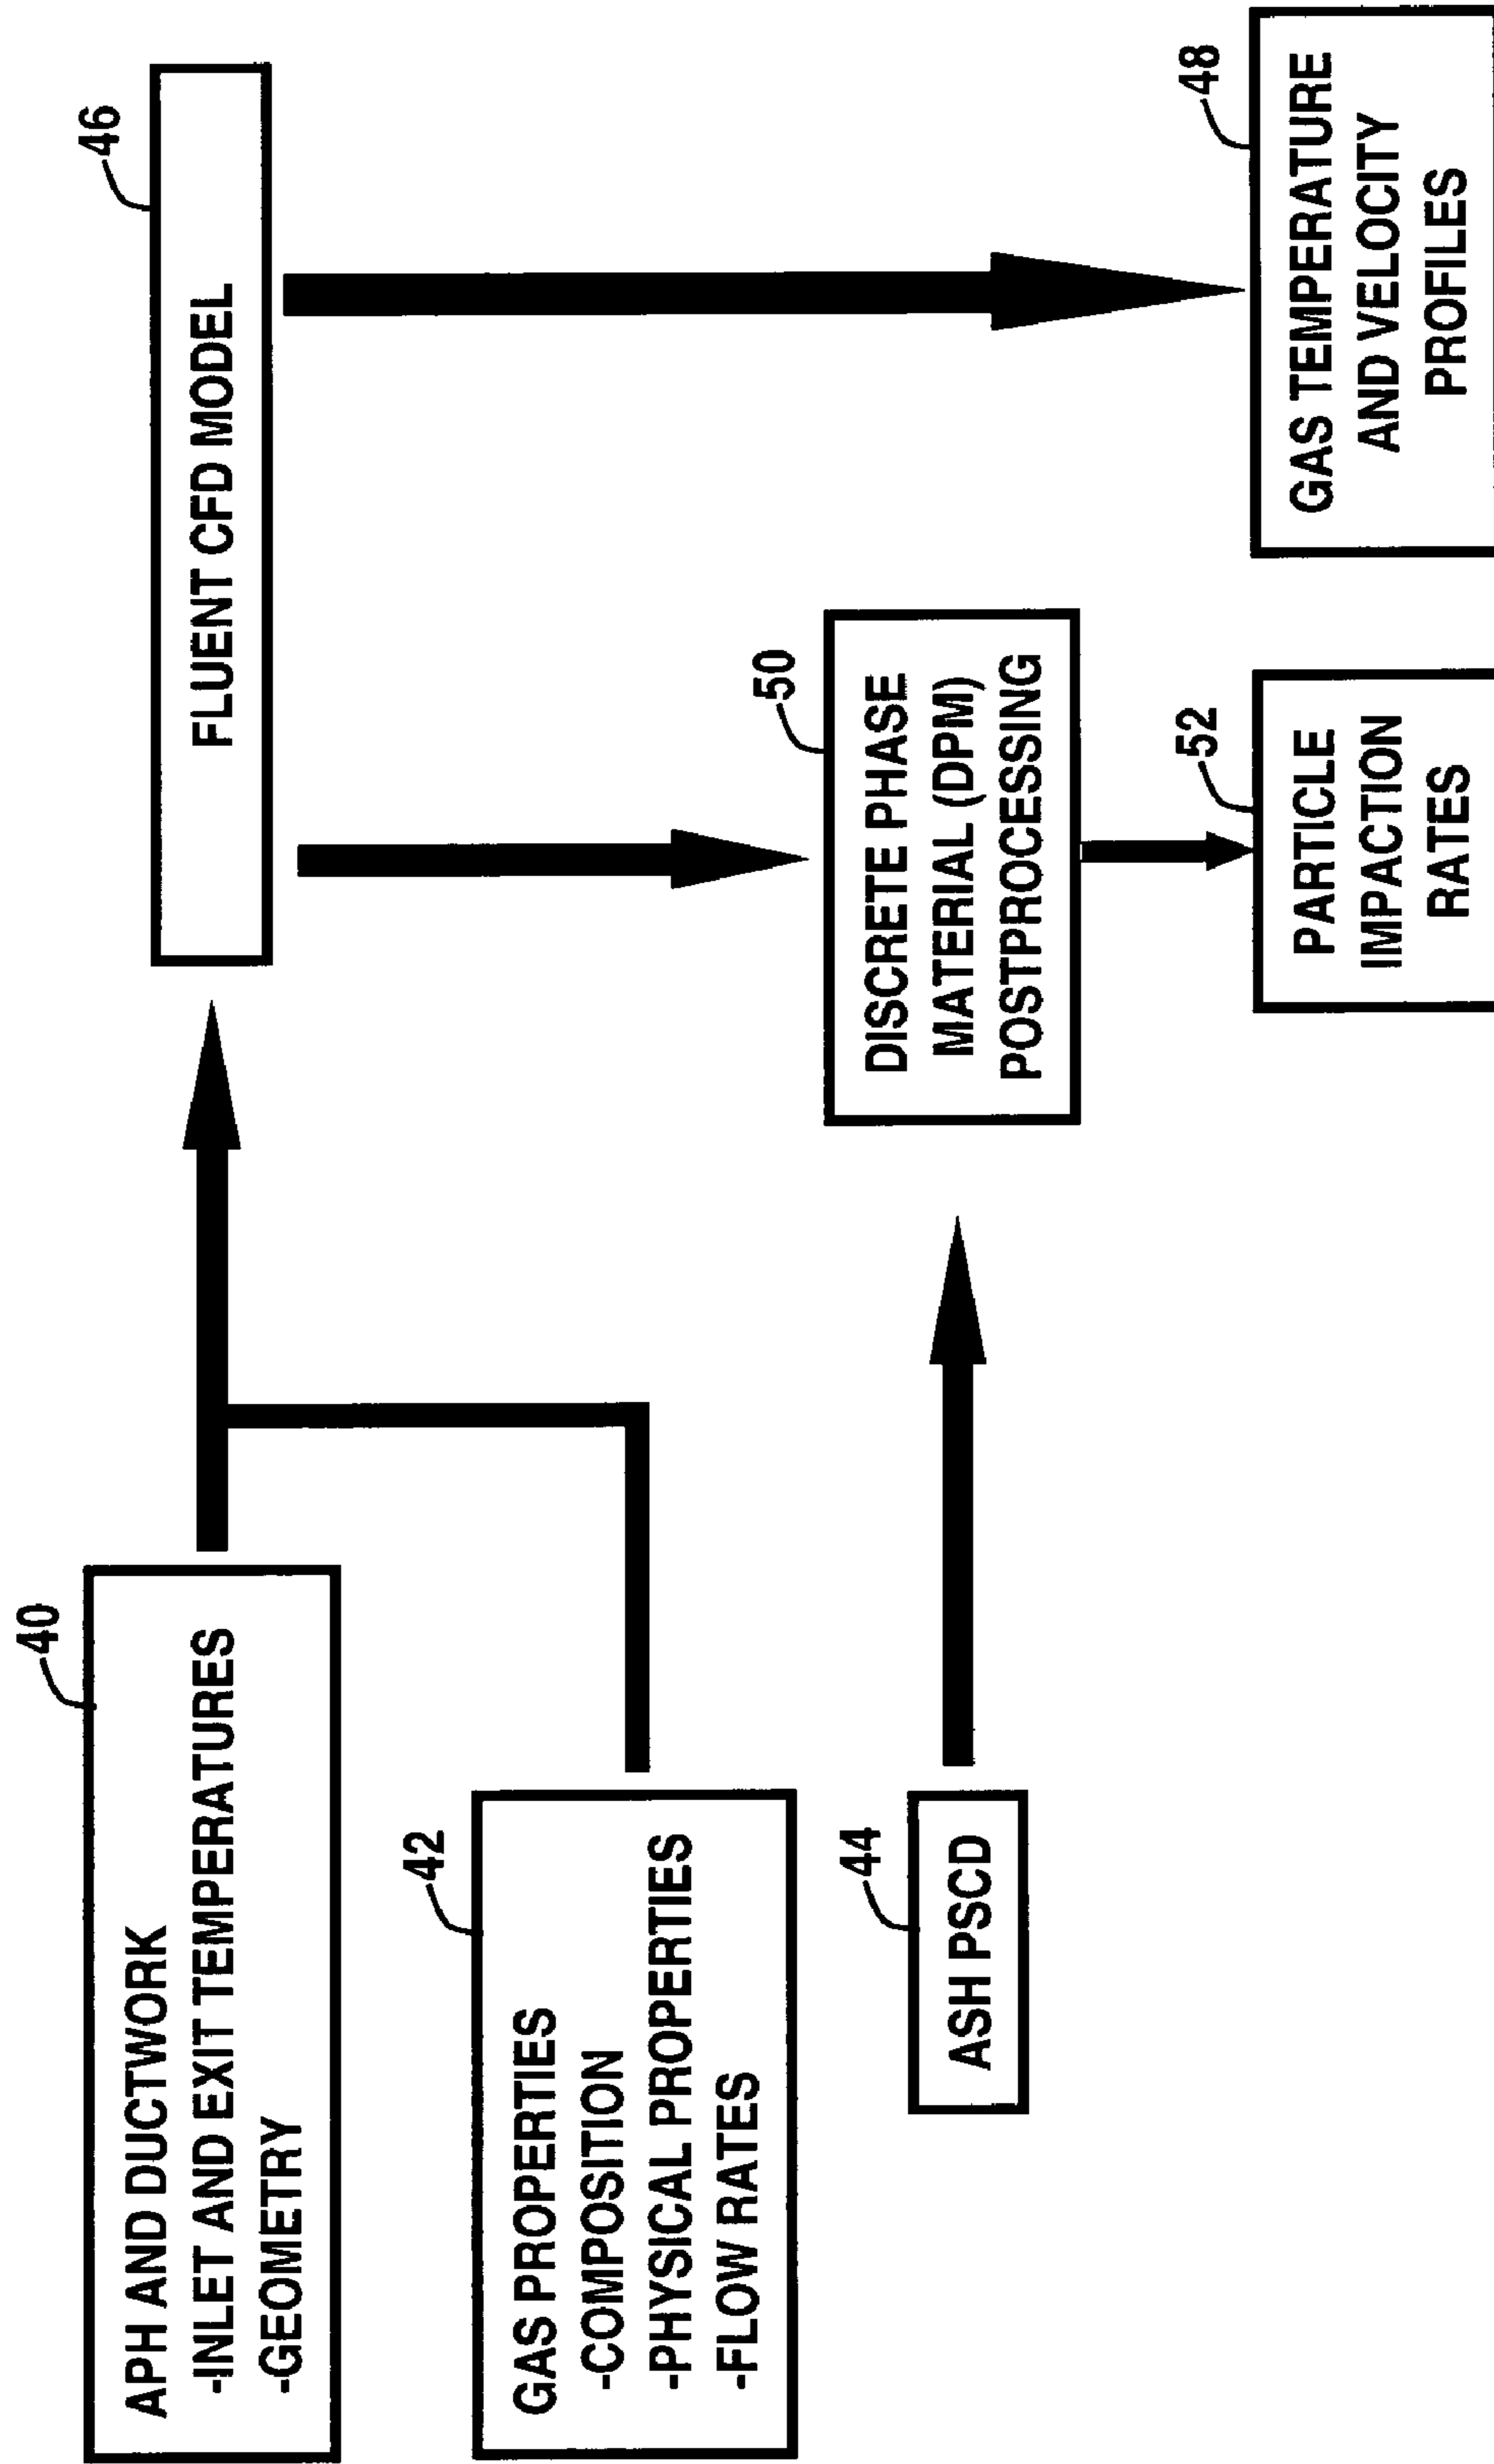 40
APH AND DUCTWORK
-INLET AND EXIT TEMPERATURES
-GEOMETRY
42
GAS PROPERTIES
-COMPOSITION
-PHYSICAL PROPERTIES
-FLOW RATES
44
ASH PSCD
46
FLUENT CFD MODEL
50
DISCRETE PHASE
MATERIAL (DPM)
POSTPROCESSING
52
PARTICLE
IMPACTION
RATES
48
GAS TEMPERATURE
AND VELOCITY
PROFILES